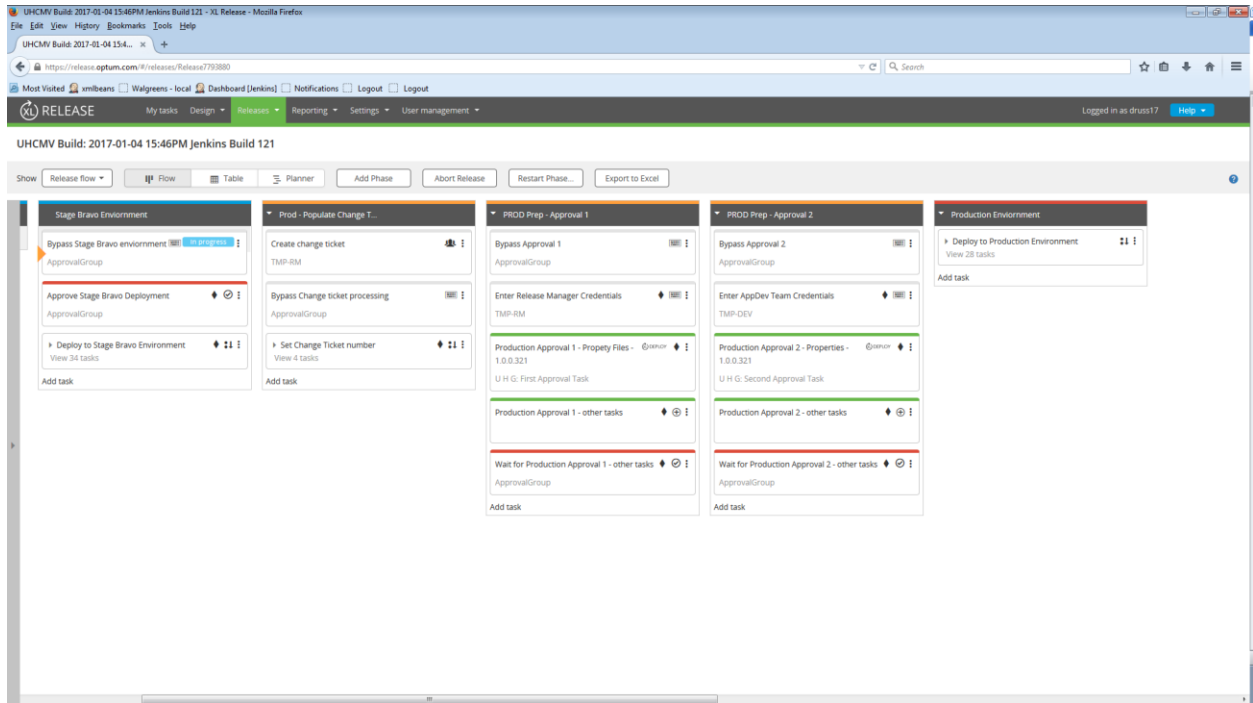 UHCMV Build: 2017-01-04 15:46PM Jenkins Build 121 - XL Release - Mozilla Firefox
File Edit View History Bookmarks Tools Help
UHCMV Build: 2017-01-04 15:4... × +
https://release.optum.com/#/releases/Release7793880 Search
Most Visited xmlbeans Walgreens - local Dashboard [Jenkins] Notifications Logout Logout
XL RELEASE My tasks Design Releases Reporting Settings User management Logged in as druss17 Help
UHCMV Build: 2017-01-04 15:46PM Jenkins Build 121
Show Release flow Flow Table Planner Add Phase Abort Release Restart Phase... Export to Excel
Stage Bravo Enviornment
Bypass Stage Bravo enviornment In progress
ApprovalGroup
Approve Stage Bravo Deployment
ApprovalGroup
Deploy to Stage Bravo Environment
View 34 tasks
Add task
Prod - Populate Change T...
Create change ticket
TMP-RM
Bypass Change ticket processing
ApprovalGroup
Set Change Ticket number
View 4 tasks
Add task
PROD Prep - Approval 1
Bypass Approval 1
ApprovalGroup
Enter Release Manager Credentials
TMP-RM
Production Approval 1 - Propety Files - DEPLOY
1.0.0.321
U H G: First Approval Task
Production Approval 1 - other tasks
Wait for Production Approval 1 - other tasks
ApprovalGroup
Add task
PROD Prep - Approval 2
Bypass Approval 2
ApprovalGroup
Enter AppDev Team Credentials
TMP-DEV
Production Approval 2 - Properties - DEPLOY
1.0.0.321
U H G: Second Approval Task
Production Approval 2 - other tasks
Wait for Production Approval 2 - other tasks
ApprovalGroup
Add task
Production Enviornment
Deploy to Production Environment
View 28 tasks
Add task